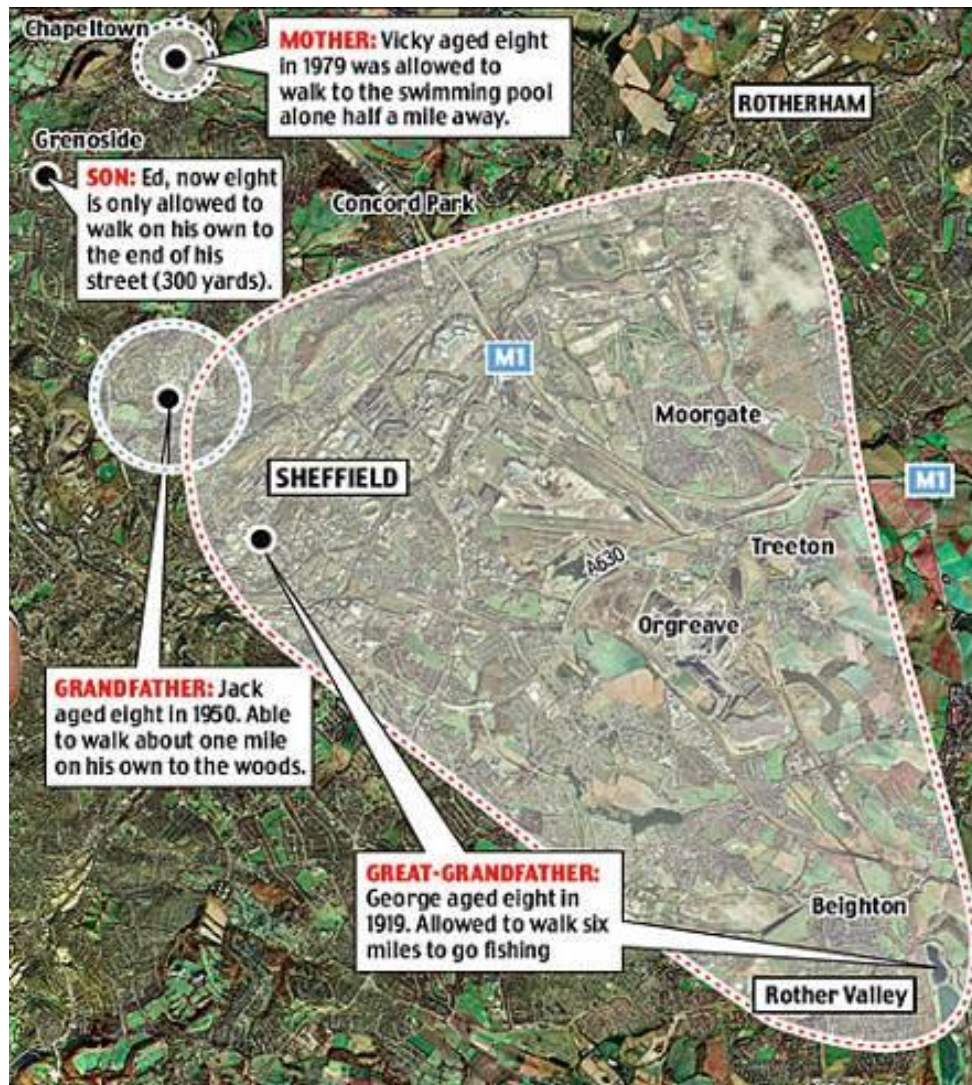 Chapeltown
MOTHER: Vicky aged eight
in 1979 was allowed to
walk to the swimming pool
alone half a mile away.
ROTHERHAM
Grenoside
SON: Ed, now eight
is only allowed to
walk on his own to
the end of his
street (300 yards).
Concord Park
M1
Moorgate
SHEFFIELD
M1
Treeton
A630
Orgreave
GRANDFATHER: Jack
aged eight in 1950. Able
to walk about one mile
on his own to the woods.
GREAT-GRANDFATHER:
George aged eight in
1919. Allowed to walk six
miles to go fishing
Beighton
Rother Valley